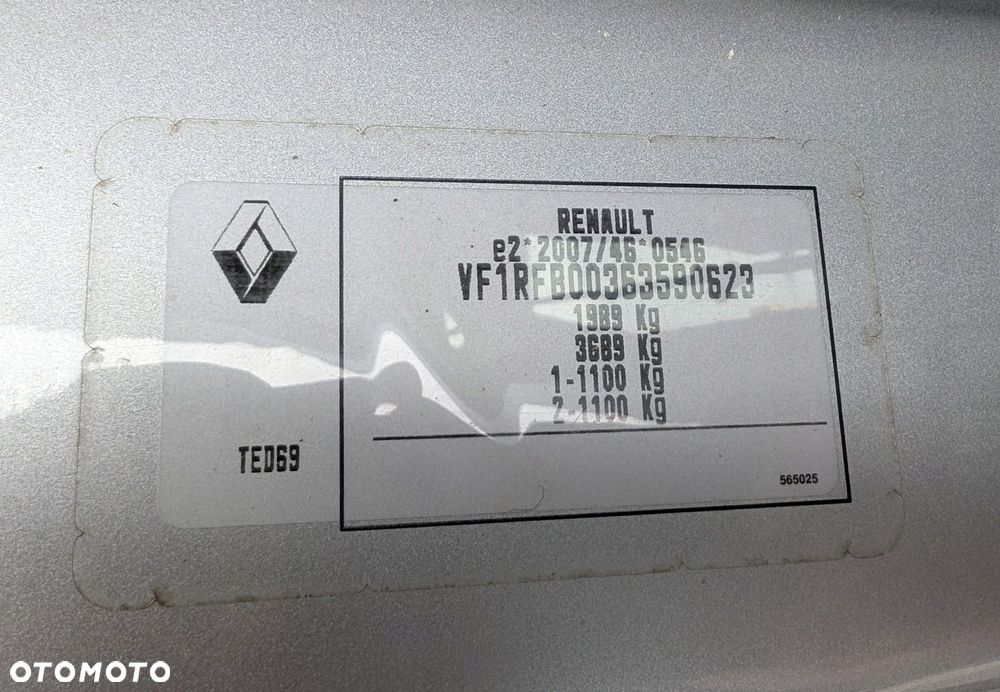 RENAULT
e2*2007/46*0546
VF1RFB00363590623
1989 Kg
3689 Kg
1-1100 Kg
2-1100 Kg
TED69
565025
OTOMOTO